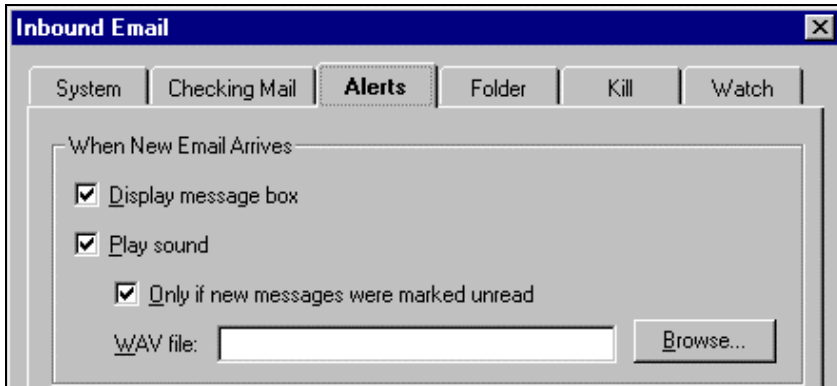 Inbound Email
System Checking Mail Alerts Folder Kill Watch
When New Email Arrives
Display message box
Play sound
Only if new messages were marked unread
WAV file: Browse...